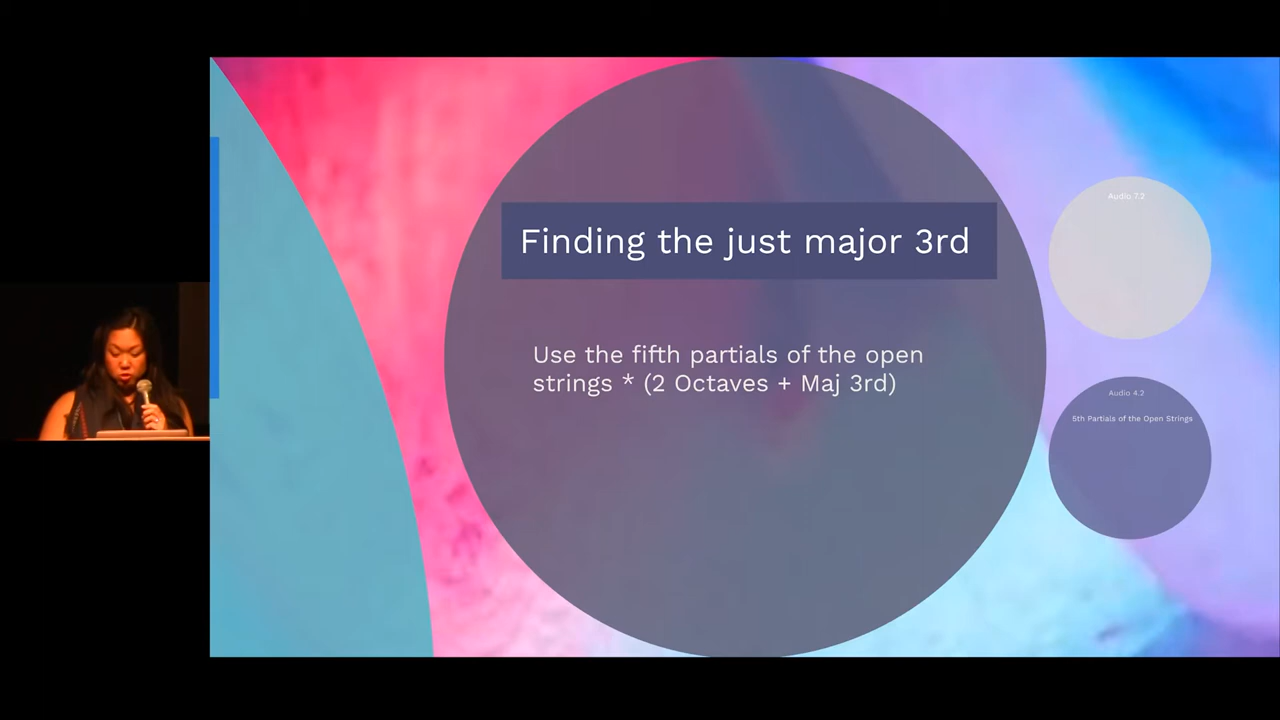 Finding the just major 3rd
Use the fifth partials of the open
strings * (2 Octaves + Maj 3rd)
Audio 7.2
Audio 4.2
5th Partials of the Open Strings